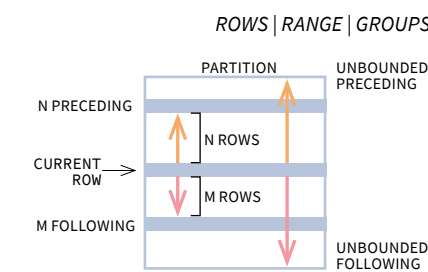 ROWS | RANGE | GROUPS
PARTITION
UNBOUNDED
PRECEDING
N PRECEDING
N ROWS
CURRENT
ROW
M ROWS
M FOLLOWING
UNBOUNDED
FOLLOWING